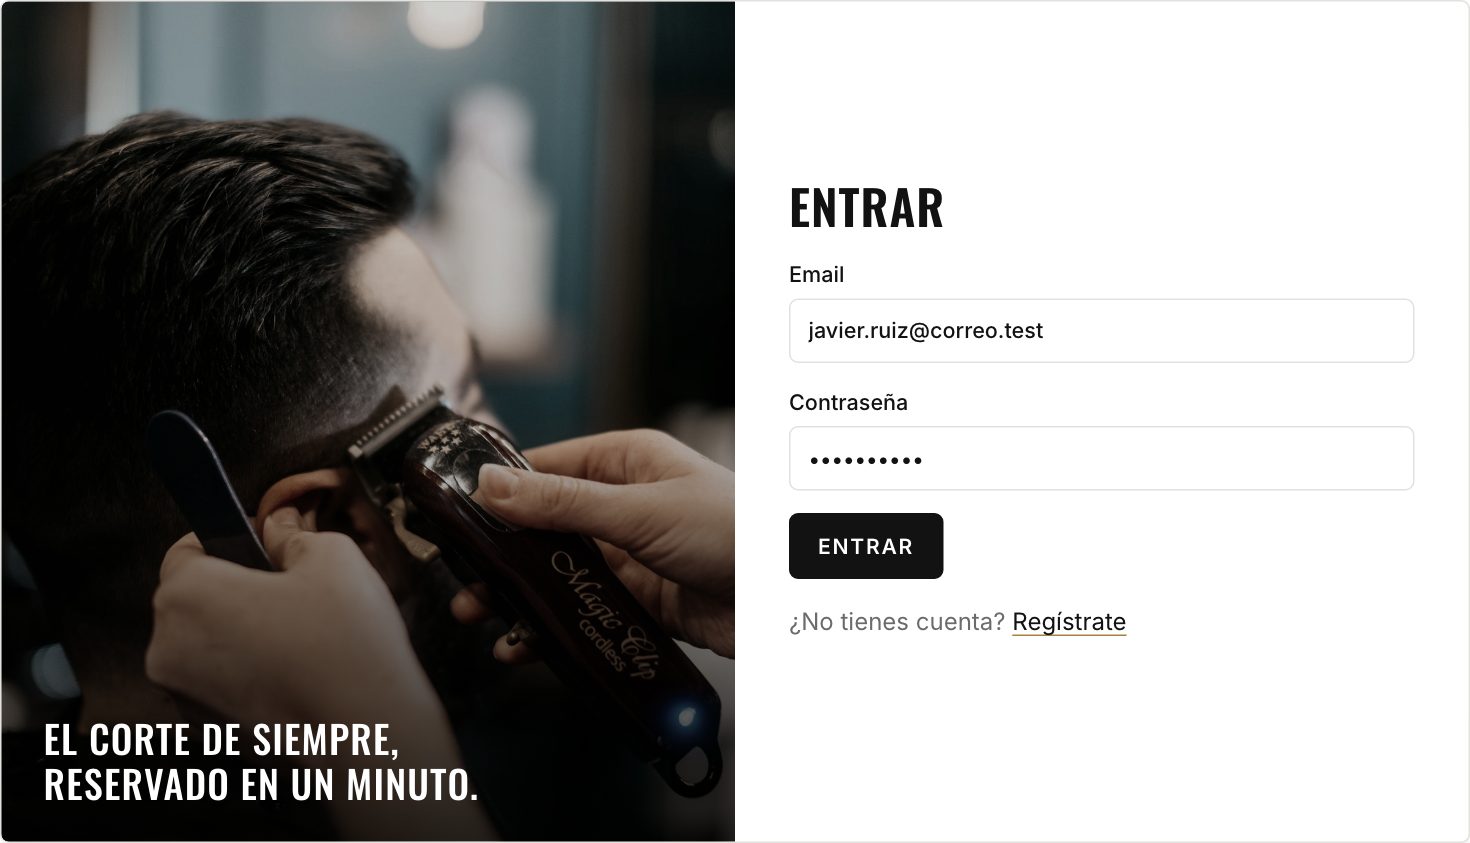 ENTRAR
Email
javier.ruiz@correo.test
Contraseña
••••••••••
ENTRAR
¿No tienes cuenta? Regístrate
WAHL
Magic Clip
cordless
EL CORTE DE SIEMPRE,
RESERVADO EN UN MINUTO.